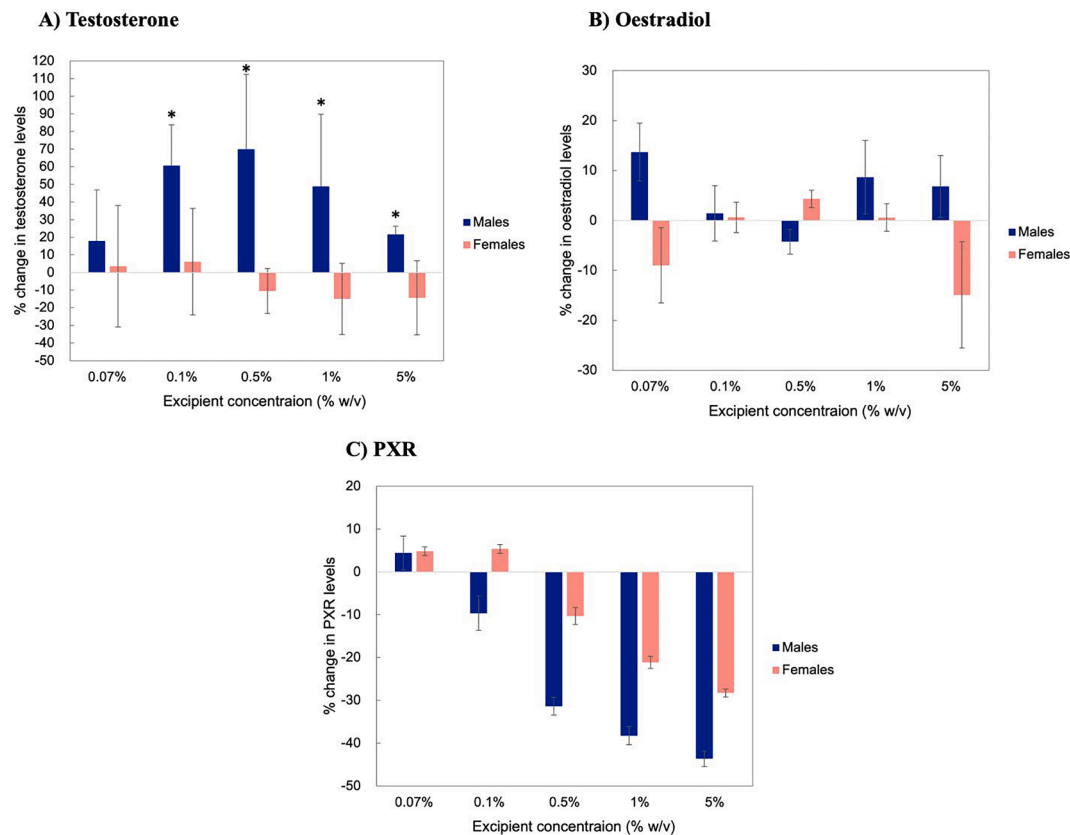 A) Testosterone
120
110
100
90
80
70
60
50
40
30
20
10
0
-10
-20
-30
-40
-50
% change in testosterone levels
*
*
*
*
0.07% 0.1% 0.5% 1% 5%
Excipient concentraion (% w/v)
Males
Females
B) Oestradiol
30
20
10
0
-10
-20
-30
% change in oestradiol levels
0.07% 0.1% 0.5% 1% 5%
Excipient concentraion (% w/v)
Males
Females
C) PXR
20
10
0
-10
-20
-30
-40
-50
% change in PXR levels
0.07% 0.1% 0.5% 1% 5%
Excipient concentraion (% w/v)
Males
Females